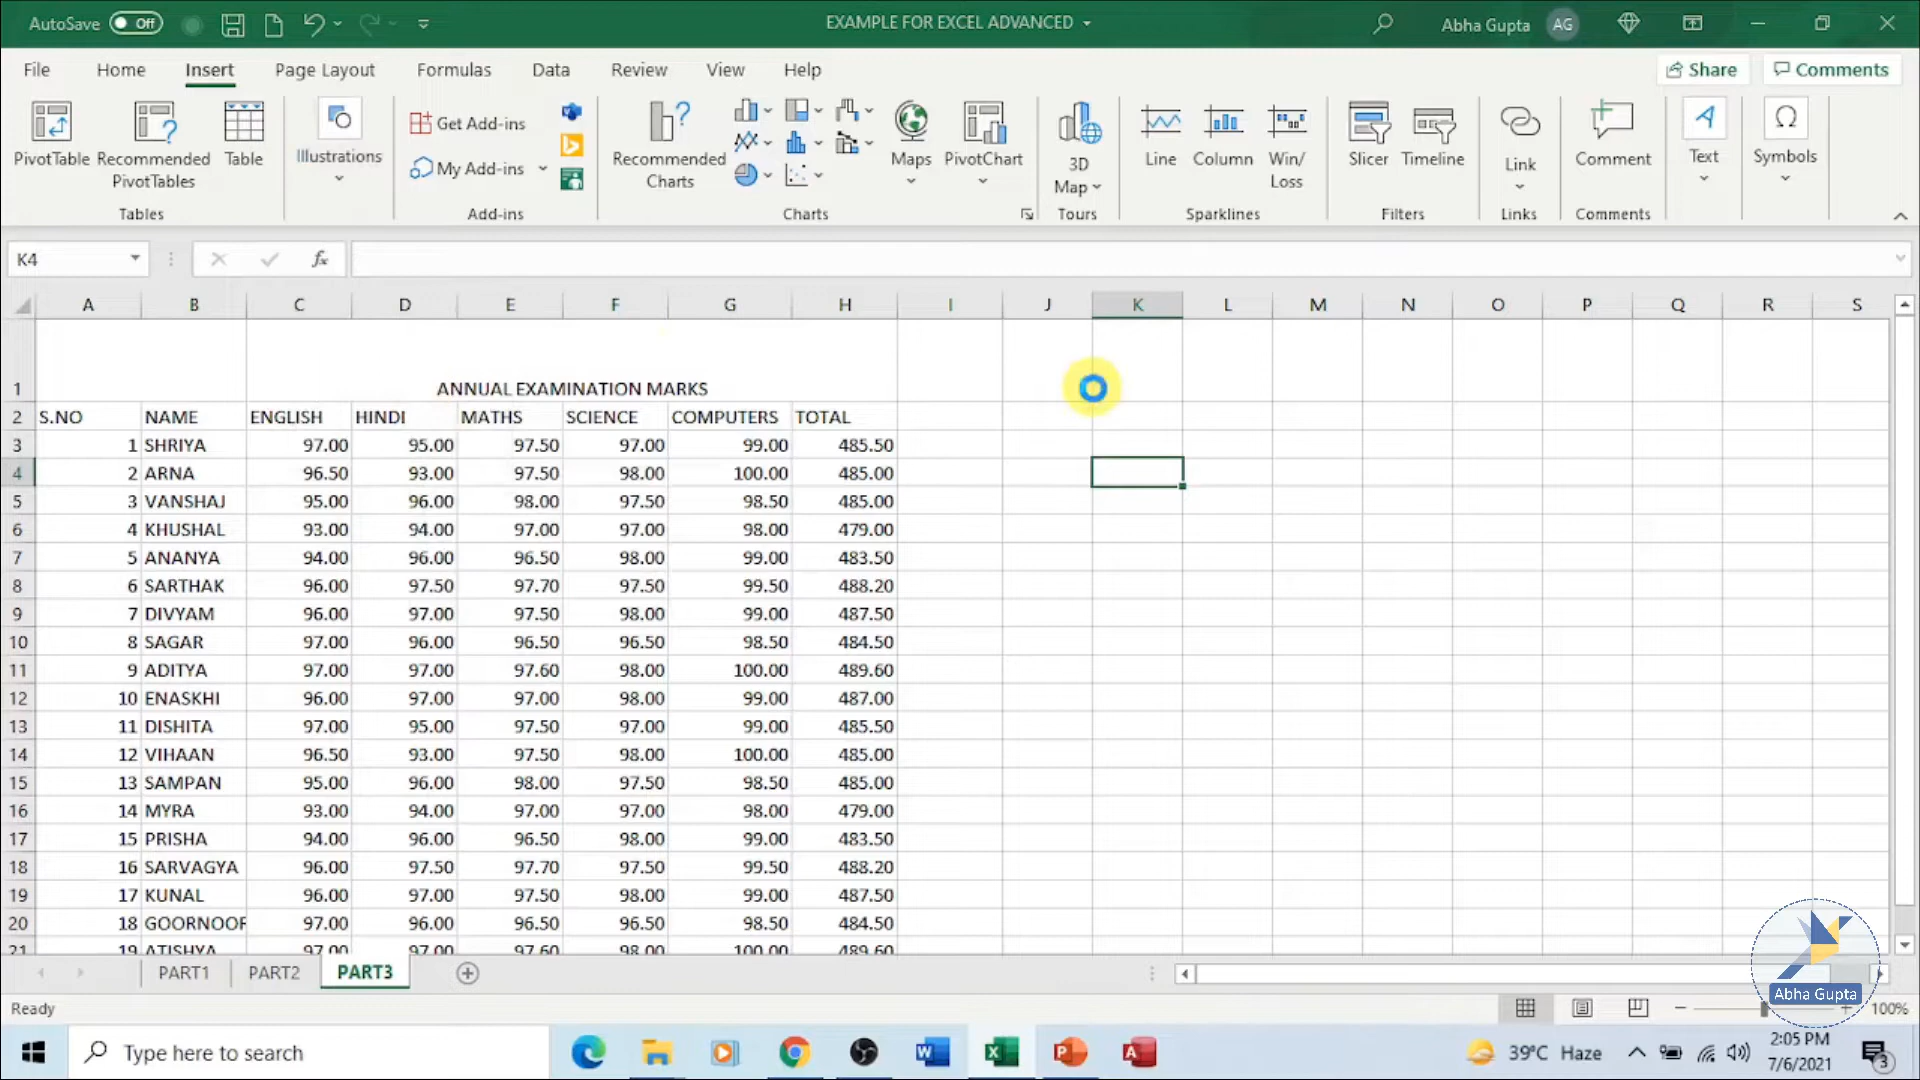 AutoSave Off EXAMPLE FOR EXCEL ADVANCED Abha Gupta AG
File Home Insert Page Layout Formulas Data Review View Help Share Comments
PivotTable Recommended PivotTables Table Illustrations Get Add-ins My Add-ins Recommended Charts Maps PivotChart 3D Map Line Column Win/Loss Slicer Timeline Link Comment Text Symbols
Tables Add-ins Charts Tours Sparklines Filters Links Comments
K4 fx
A B C D E F G H I J K L M N O P Q R S
1 ANNUAL EXAMINATION MARKS
2 S.NO NAME ENGLISH HINDI MATHS SCIENCE COMPUTERS TOTAL
3 1 SHRIYA 97.00 95.00 97.50 97.00 99.00 485.50
4 2 ARNA 96.50 93.00 97.50 98.00 100.00 485.00
5 3 VANSHAJ 95.00 96.00 98.00 97.50 98.50 485.00
6 4 KHUSHAL 93.00 94.00 97.00 97.00 98.00 479.00
7 5 ANANYA 94.00 96.00 96.50 98.00 99.00 483.50
8 6 SARTHAK 96.00 97.50 97.70 97.50 99.50 488.20
9 7 DIVYAM 96.00 97.00 97.50 98.00 99.00 487.50
10 8 SAGAR 97.00 96.00 96.50 96.50 98.50 484.50
11 9 ADITYA 97.00 97.00 97.60 98.00 100.00 489.60
12 10 ENASKHI 96.00 97.00 97.00 98.00 99.00 487.00
13 11 DISHITA 97.00 95.00 97.50 97.00 99.00 485.50
14 12 VIHAAN 96.50 93.00 97.50 98.00 100.00 485.00
15 13 SAMPAN 95.00 96.00 98.00 97.50 98.50 485.00
16 14 MYRA 93.00 94.00 97.00 97.00 98.00 479.00
17 15 PRISHA 94.00 96.00 96.50 98.00 99.00 483.50
18 16 SARVAGYA 96.00 97.50 97.70 97.50 99.50 488.20
19 17 KUNAL 96.00 97.00 97.50 98.00 99.00 487.50
20 18 GOORNOOR 97.00 96.00 96.50 96.50 98.50 484.50
21 19 ATISHYA 97.00 97.00 97.60 98.00 100.00 489.60
PART1 PART2 PART3
Abha Gupta
Ready 100%
Type here to search 39°C Haze 2:05 PM
7/6/2021 3